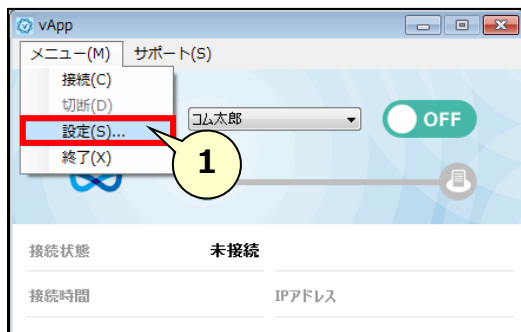 vApp
メニュー(M) サポート(S)
接続(C)
切断(D)
設定(S)...
終了(X)
コム太郎
OFF
1
接続状態 未接続
接続時間 IPアドレス